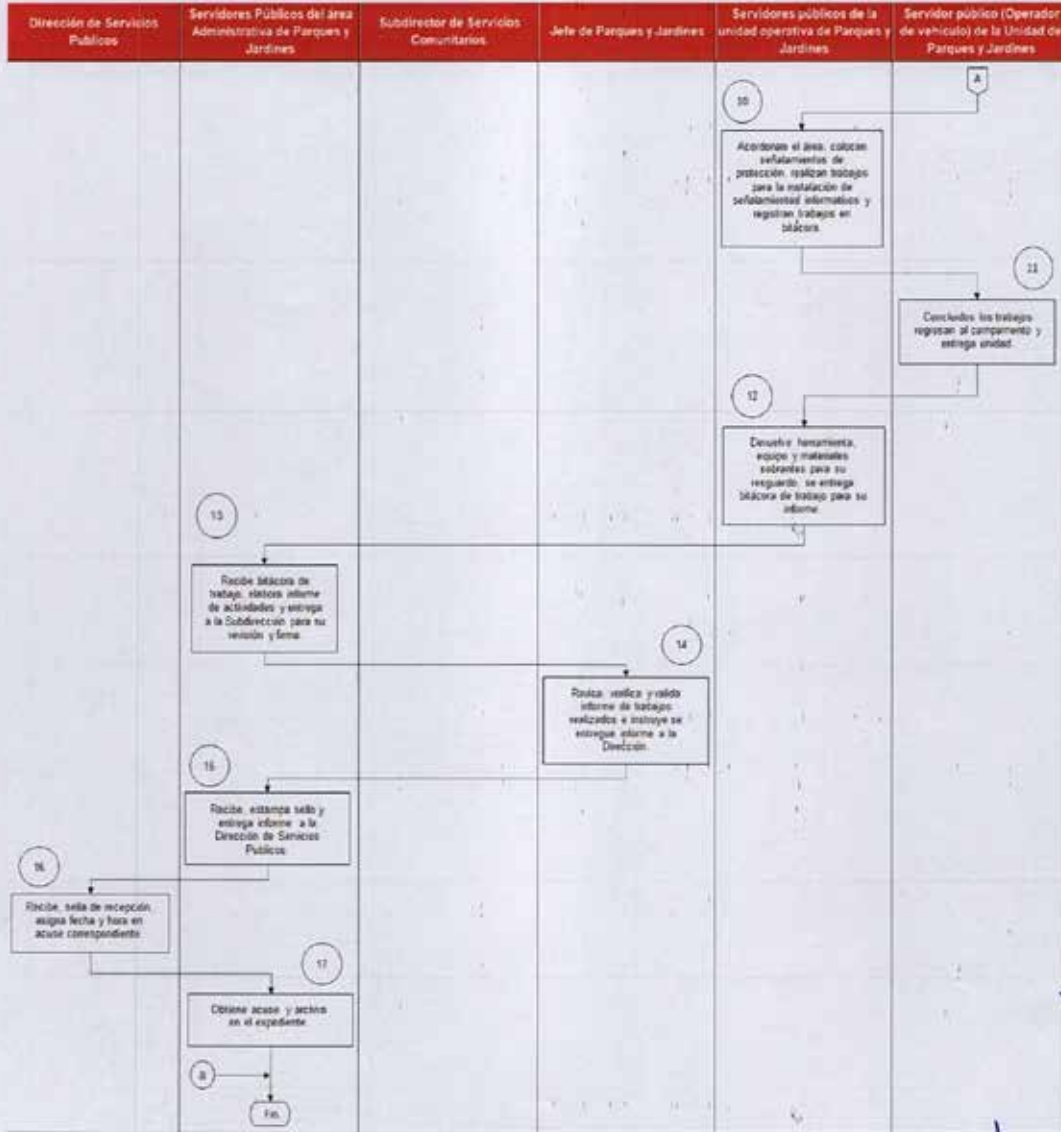 Dirección de Servicios
Publicos
Servidores Públicos del área
Administrativa de Parques y
Jardines
Subdirector de Servicios
Comunitarios
Jefe de Parques y Jardines
Servidores públicos de la
unidad operativa de Parques y
Jardines
Servidor público (Operador
de vehiculo) de la Unidad de
Parques y Jardines
A
10
Acordonan el área, colocan
señalamientos de
protección, realizan trabajos
para la instalación de
señalamientos informativos y
registran trabajos en
bitácora.
11
Concluidos los trabajos
regresan al campamento y
entrega unidad.
12
Devuelve herramienta,
equipo y materiales
sobrantes para su
resguardo, se entrega
bitácora de trabajo para su
informe.
13
Recibe bitácora de
trabajo, elabora informe
de actividades y entrega
a la Subdirección para su
revisión y firma.
14
Revisa, verifica y valida
informe de trabajos
realizados e instruye se
entregue informe a la
Dirección.
15
Recibe, estampa sello y
entrega informe a la
Dirección de Servicios
Publicos
16
Recibe, sella de recepción,
asigna fecha y hora en
acuse correspondiente
17
Obtiene acuse y archiva
en el expediente
Fin